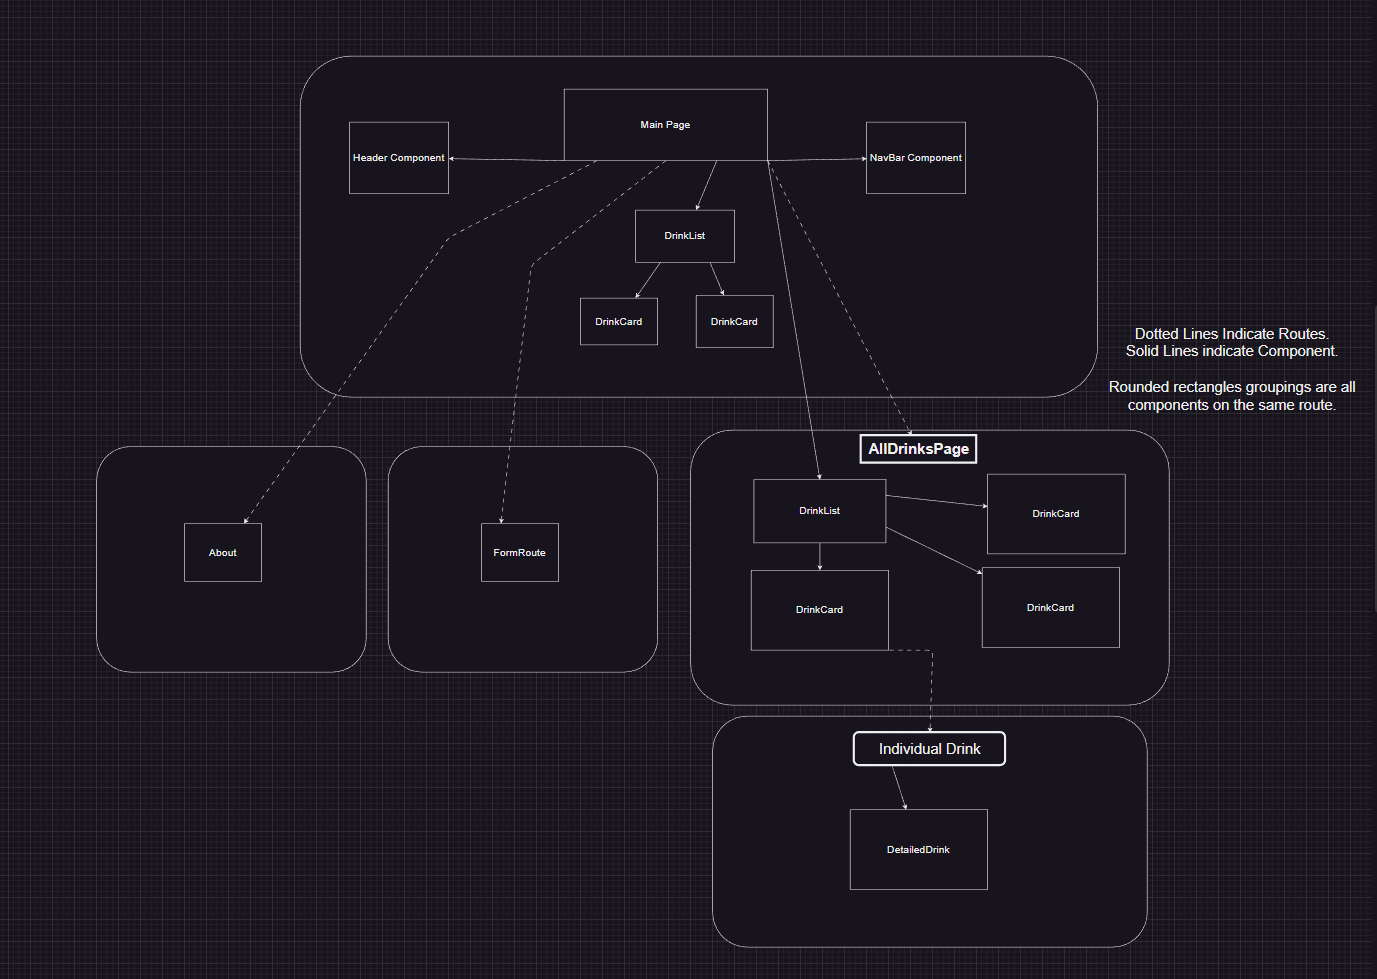 Main Page
Header Component
NavBar Component
DrinkList
DrinkCard
DrinkCard
Dotted Lines Indicate Routes.
Solid Lines indicate Component.
Rounded rectangles groupings are all
components on the same route.
AllDrinksPage
DrinkList
DrinkCard
DrinkCard
DrinkCard
About
FormRoute
Individual Drink
DetailedDrink